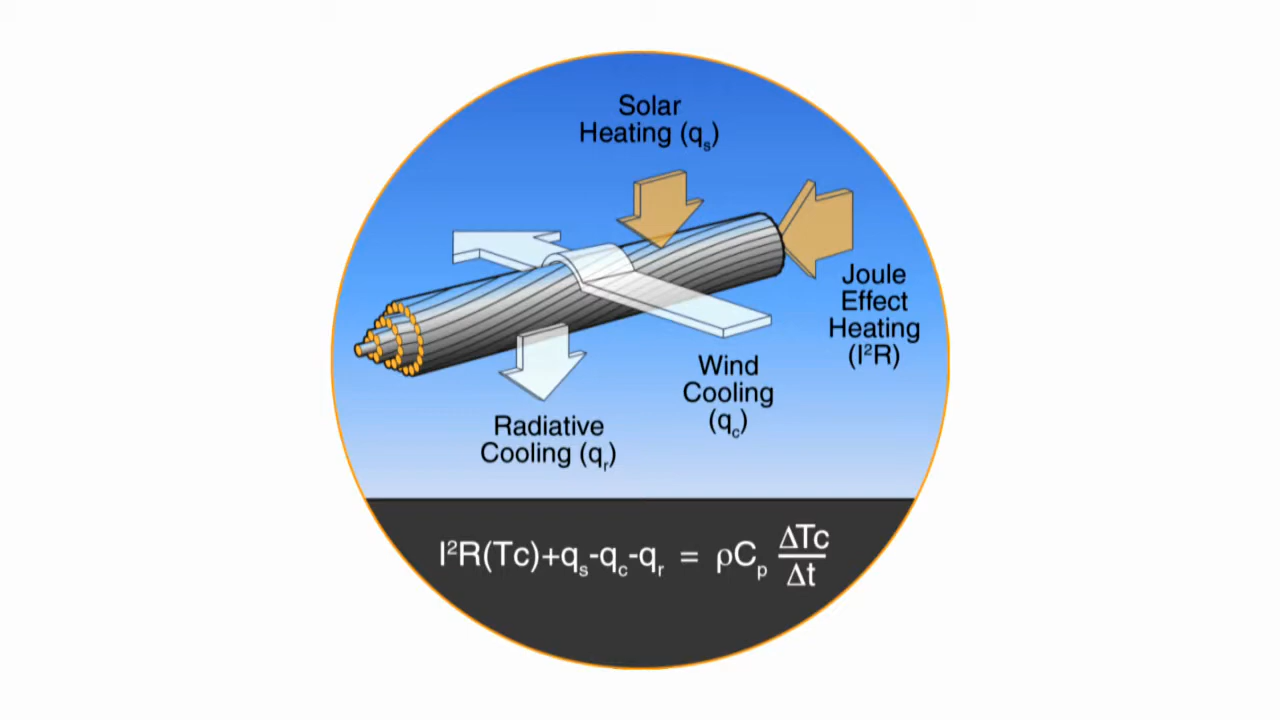 Solar
Heating (qs)
Joule
Effect
Heating
(I²R)
Wind
Cooling
(qc)
Radiative
Cooling (qr)
I²R(Tc)+qs-qc-qr = ρCp ΔTc/Δt